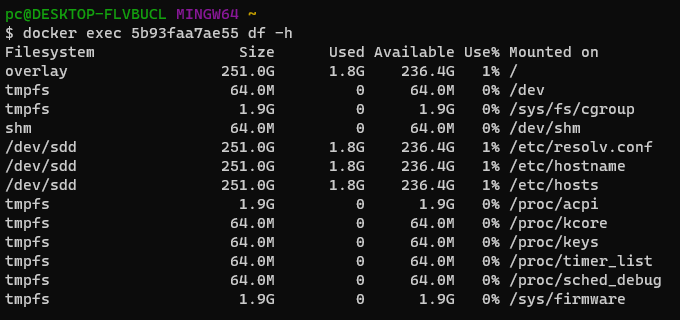 pc@DESKTOP-FLVBUCL MINGW64 ~
$ docker exec 5b93faa7ae55 df -h
Filesystem                Size      Used Available Use% Mounted on
overlay                 251.0G      1.8G    236.4G   1% /
tmpfs                    64.0M         0     64.0M   0% /dev
tmpfs                     1.9G         0      1.9G   0% /sys/fs/cgroup
shm                      64.0M         0     64.0M   0% /dev/shm
/dev/sdd                251.0G      1.8G    236.4G   1% /etc/resolv.conf
/dev/sdd                251.0G      1.8G    236.4G   1% /etc/hostname
/dev/sdd                251.0G      1.8G    236.4G   1% /etc/hosts
tmpfs                     1.9G         0      1.9G   0% /proc/acpi
tmpfs                    64.0M         0     64.0M   0% /proc/kcore
tmpfs                    64.0M         0     64.0M   0% /proc/keys
tmpfs                    64.0M         0     64.0M   0% /proc/timer_list
tmpfs                    64.0M         0     64.0M   0% /proc/sched_debug
tmpfs                     1.9G         0      1.9G   0% /sys/firmware